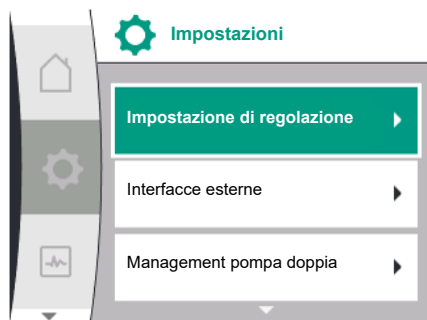 Impostazioni
Impostazione di regolazione
Interfacce esterne
Management pompa doppia